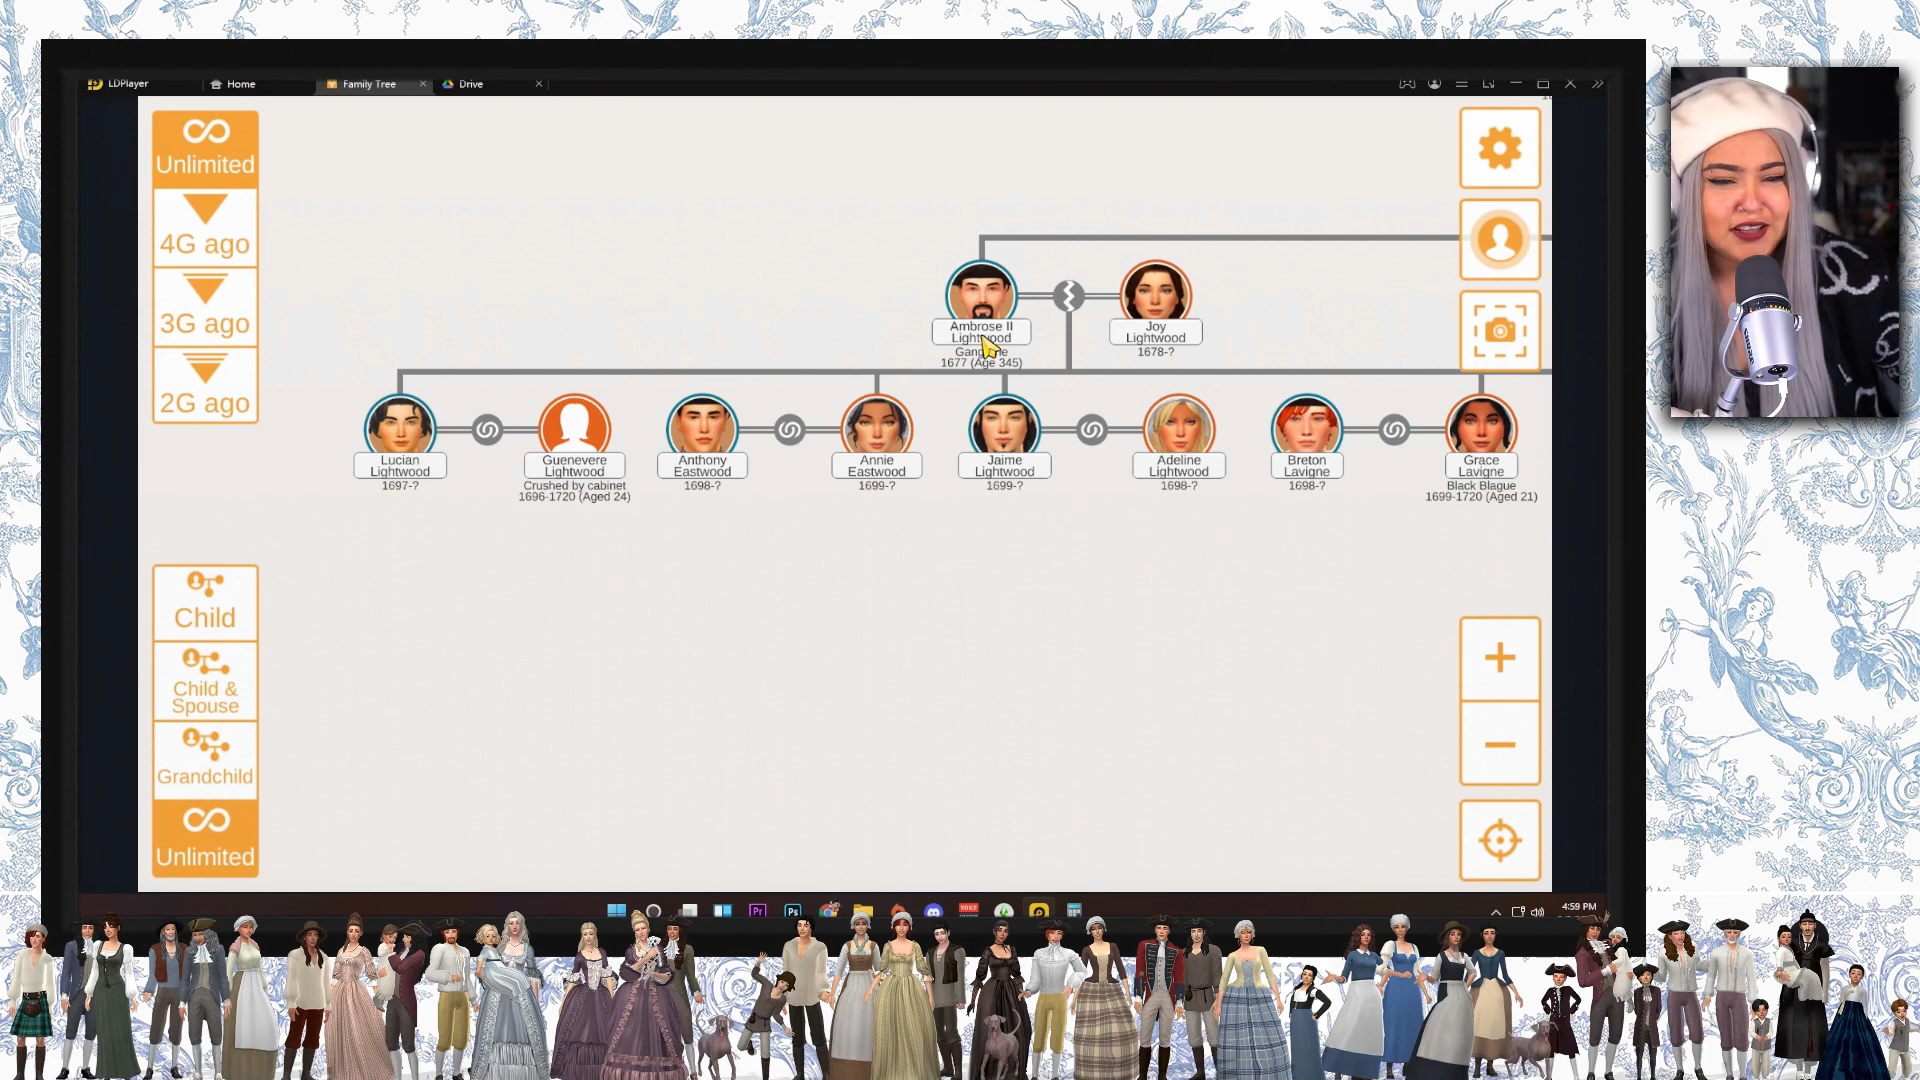 LDPlayer
Home
Family Tree
Drive
Unlimited
4G ago
3G ago
2G ago
Ambrose II
Lightwood
1677 (Age 345)
Joy
Lightwood
1678-?
Lucian
Lightwood
1697-?
Guenevere
Lightwood
Crushed by cabinet
1696-1720 (Aged 24)
Anthony
Eastwood
1698-?
Annie
Eastwood
1699-?
Jaime
Lightwood
1699-?
Adeline
Lightwood
1698-?
Breton
Lavigne
1698-?
Grace
Lavigne
Black Blague
1699-1720 (Aged 21)
Child
Child &
Spouse
Grandchild
Unlimited
Pr
Ps
4:59 PM